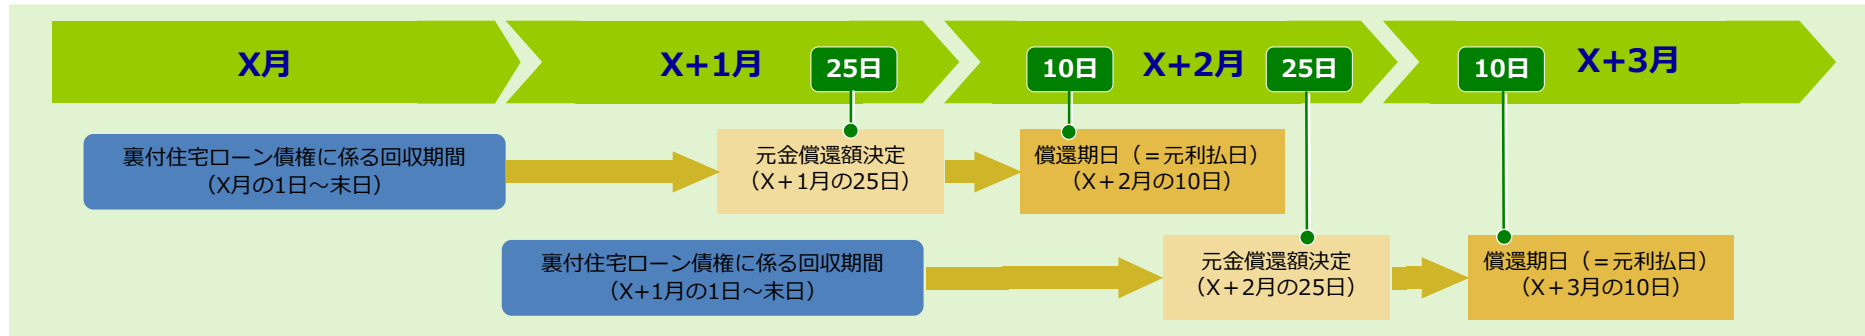 X月
X+1月
25日
10日
X+2月
25日
10日
X+3月
裏付住宅ローン債権に係る回収期間
（X月の1日～末日）
元金償還額決定
（X＋1月の25日）
償還期日（＝元利払日）
（X＋2月の10日）
裏付住宅ローン債権に係る回収期間
（X+1月の1日～末日）
元金償還額決定
（X＋2月の25日）
償還期日（＝元利払日）
（X＋3月の10日）